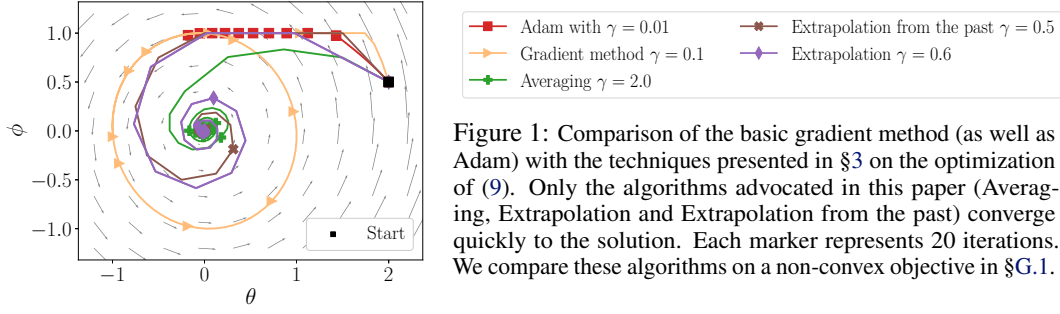 1.0
0.5
0.0
−0.5
−1.0
ϕ
−1
0
1
2
θ
Start
Adam with γ = 0.01
Gradient method γ = 0.1
Averaging γ = 2.0
Extrapolation from the past γ = 0.5
Extrapolation γ = 0.6
Figure 1: Comparison of the basic gradient method (as well as
Adam) with the techniques presented in §3 on the optimization
of (9). Only the algorithms advocated in this paper (Averag-
ing, Extrapolation and Extrapolation from the past) converge
quickly to the solution. Each marker represents 20 iterations.
We compare these algorithms on a non-convex objective in §G.1.